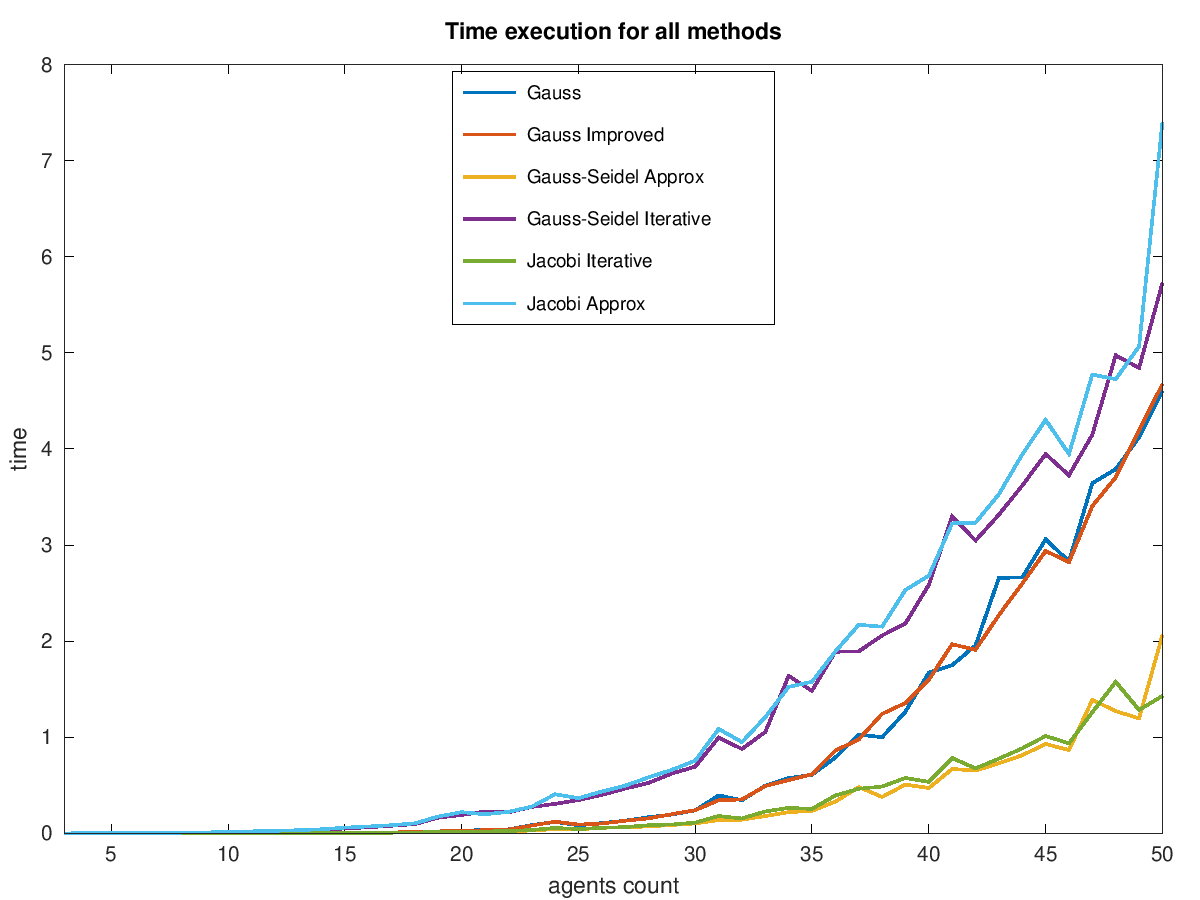 Time execution for all methods
8
7
6
5
4
3
2
1
0
time
Gauss
Gauss Improved
Gauss-Seidel Approx
Gauss-Seidel Iterative
Jacobi Iterative
Jacobi Approx
5 10 15 20 25 30 35 40 45 50
agents count